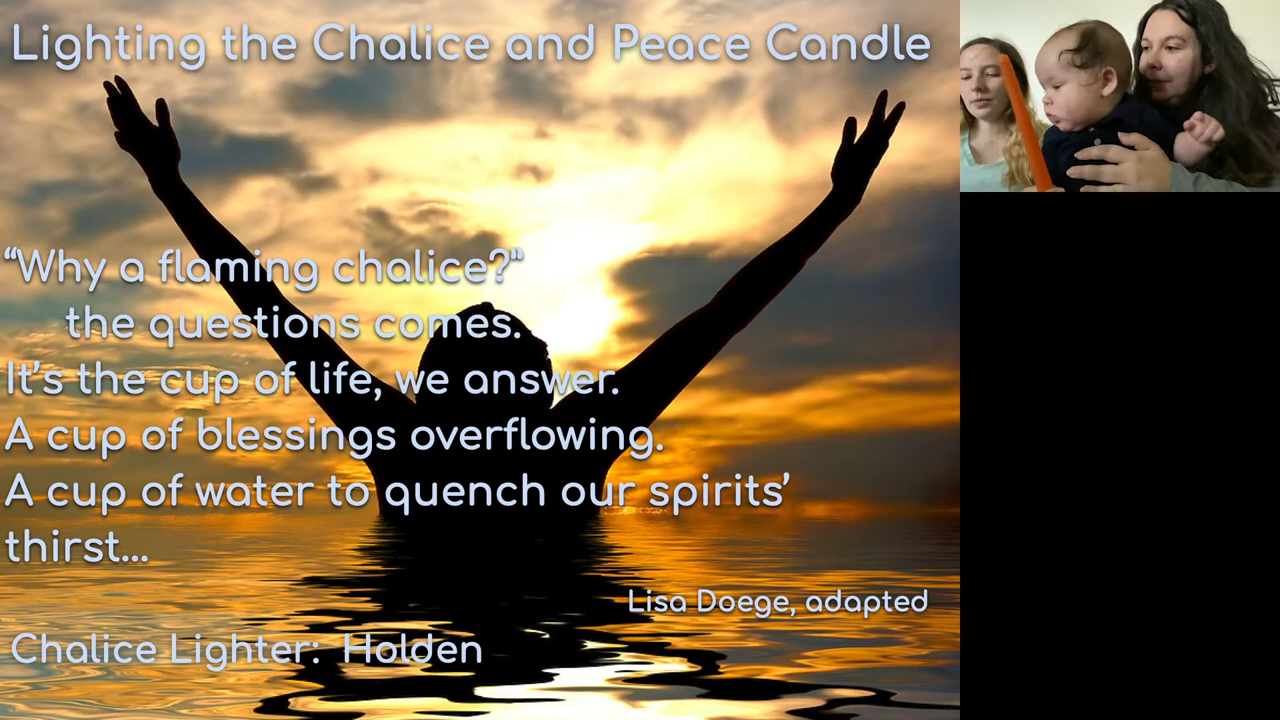 Lighting the Chalice and Peace Candle
“Why a flaming chalice?”
the questions comes.
It’s the cup of life, we answer.
A cup of blessings overflowing.
A cup of water to quench our spirits’
thirst...
Lisa Doege, adapted
Chalice Lighter: Holden